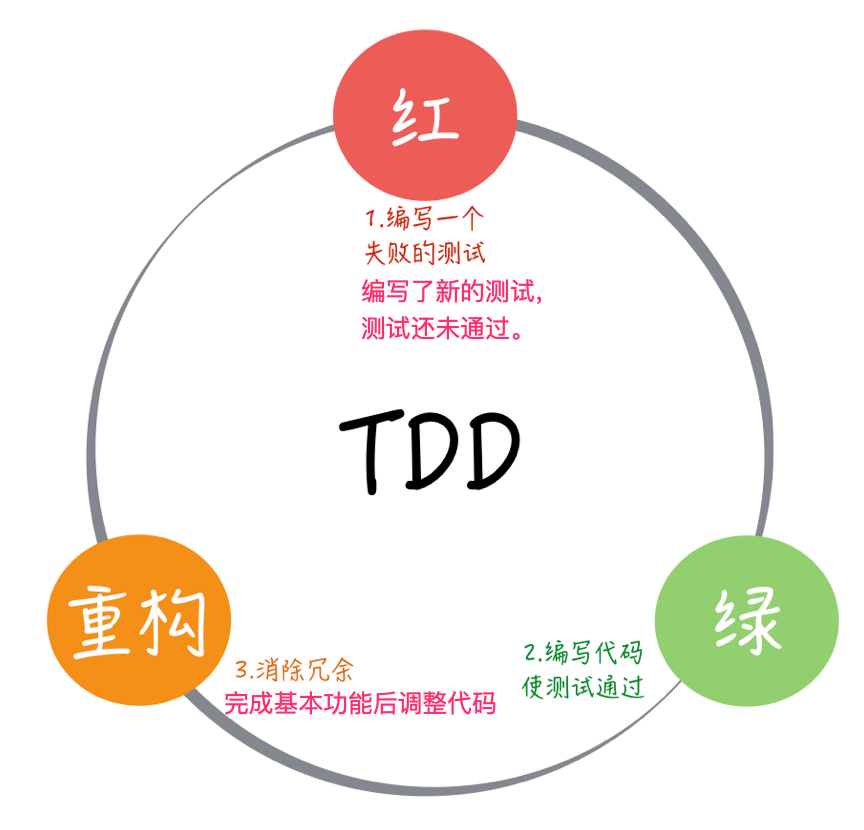 红
1.编写一个
失败的测试
编写了新的测试,
测试还未通过。
TDD
重构
3.消除冗余
完成基本功能后调整代码
绿
2.编写代码
使测试通过